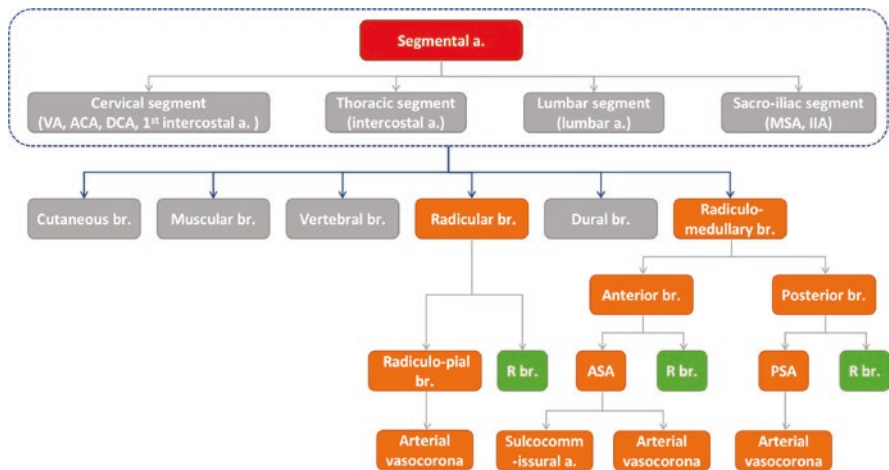 Segmental a.
Cervical segment
(VA, ACA, DCA, 1st intercostal a. )
Thoracic segment
(intercostal a.)
Lumbar segment
(lumbar a.)
Sacro-iliac segment
(MSA, IIA)
Cutaneous br.
Muscular br.
Vertebral br.
Radicular br.
Dural br.
Radiculo-
medullary br.
Anterior br.
Posterior br.
Radiculo-pial
br.
R br.
ASA
R br.
PSA
R br.
Arterial
vasocorona
Sulcocomm
-issural a.
Arterial
vasocorona
Arterial
vasocorona